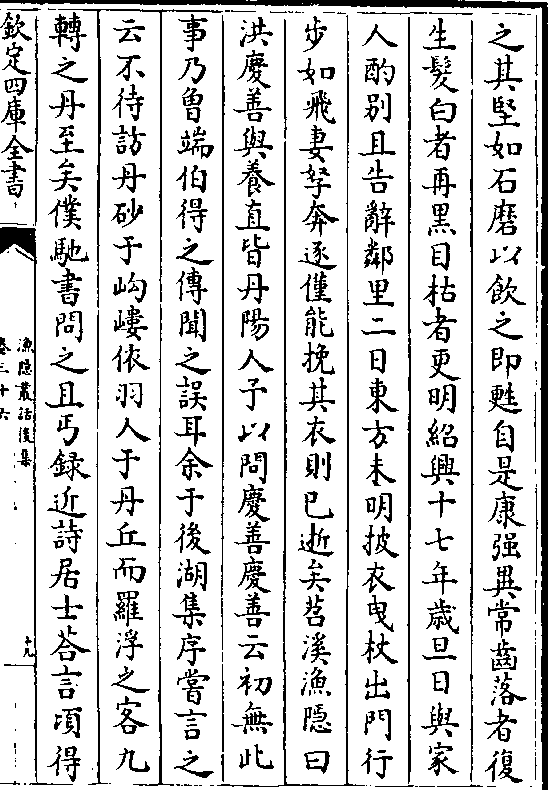 之其堅如石磨以飲之即甦自是康强異常齒落者復
生髮白者再黑目枯者更明紹興十七年歲旦日與家
人酌别且告辭鄰里二日東方未明披衣曳杖出門行
步如飛妻孥奔逐僅能挽其衣則已逝矣苕溪漁隱曰
洪慶善與養直皆丹陽人予以問慶善慶善云初無此
事乃魯端伯得之傳聞之誤耳余于後湖集序嘗言之
云不待訪丹砂于岣嶁依羽人于丹丘而羅浮之客九
轉之丹至矣僕馳書問之且丐録近詩居士荅言項得
欽定四庫全書
漁隱叢話後集
卷三十六
十九